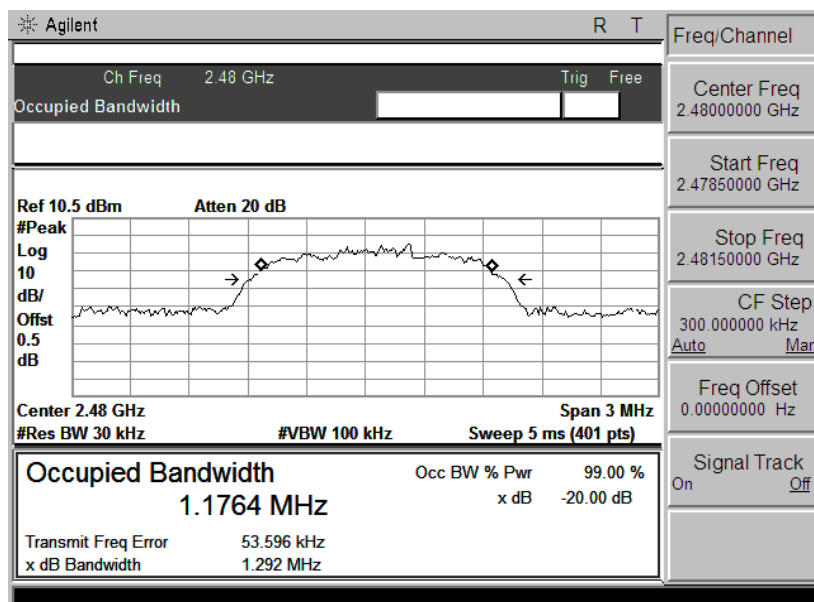 Agilent R T
Freq/Channel
Ch Freq 2.48 GHz Trig Free
Occupied Bandwidth
Center Freq
2.48000000 GHz
Start Freq
2.47850000 GHz
Stop Freq
2.48150000 GHz
CF Step
300.000000 kHz
Auto Man
Freq Offset
0.00000000 Hz
Signal Track
On Off
Ref 10.5 dBm Atten 20 dB
#Peak
Log
10
dB/
Offst
0.5
dB
Center 2.48 GHz Span 3 MHz
#Res BW 30 kHz #VBW 100 kHz Sweep 5 ms (401 pts)
Occupied Bandwidth
1.1764 MHz
Occ BW % Pwr 99.00 %
x dB -20.00 dB
Transmit Freq Error 53.596 kHz
x dB Bandwidth 1.292 MHz